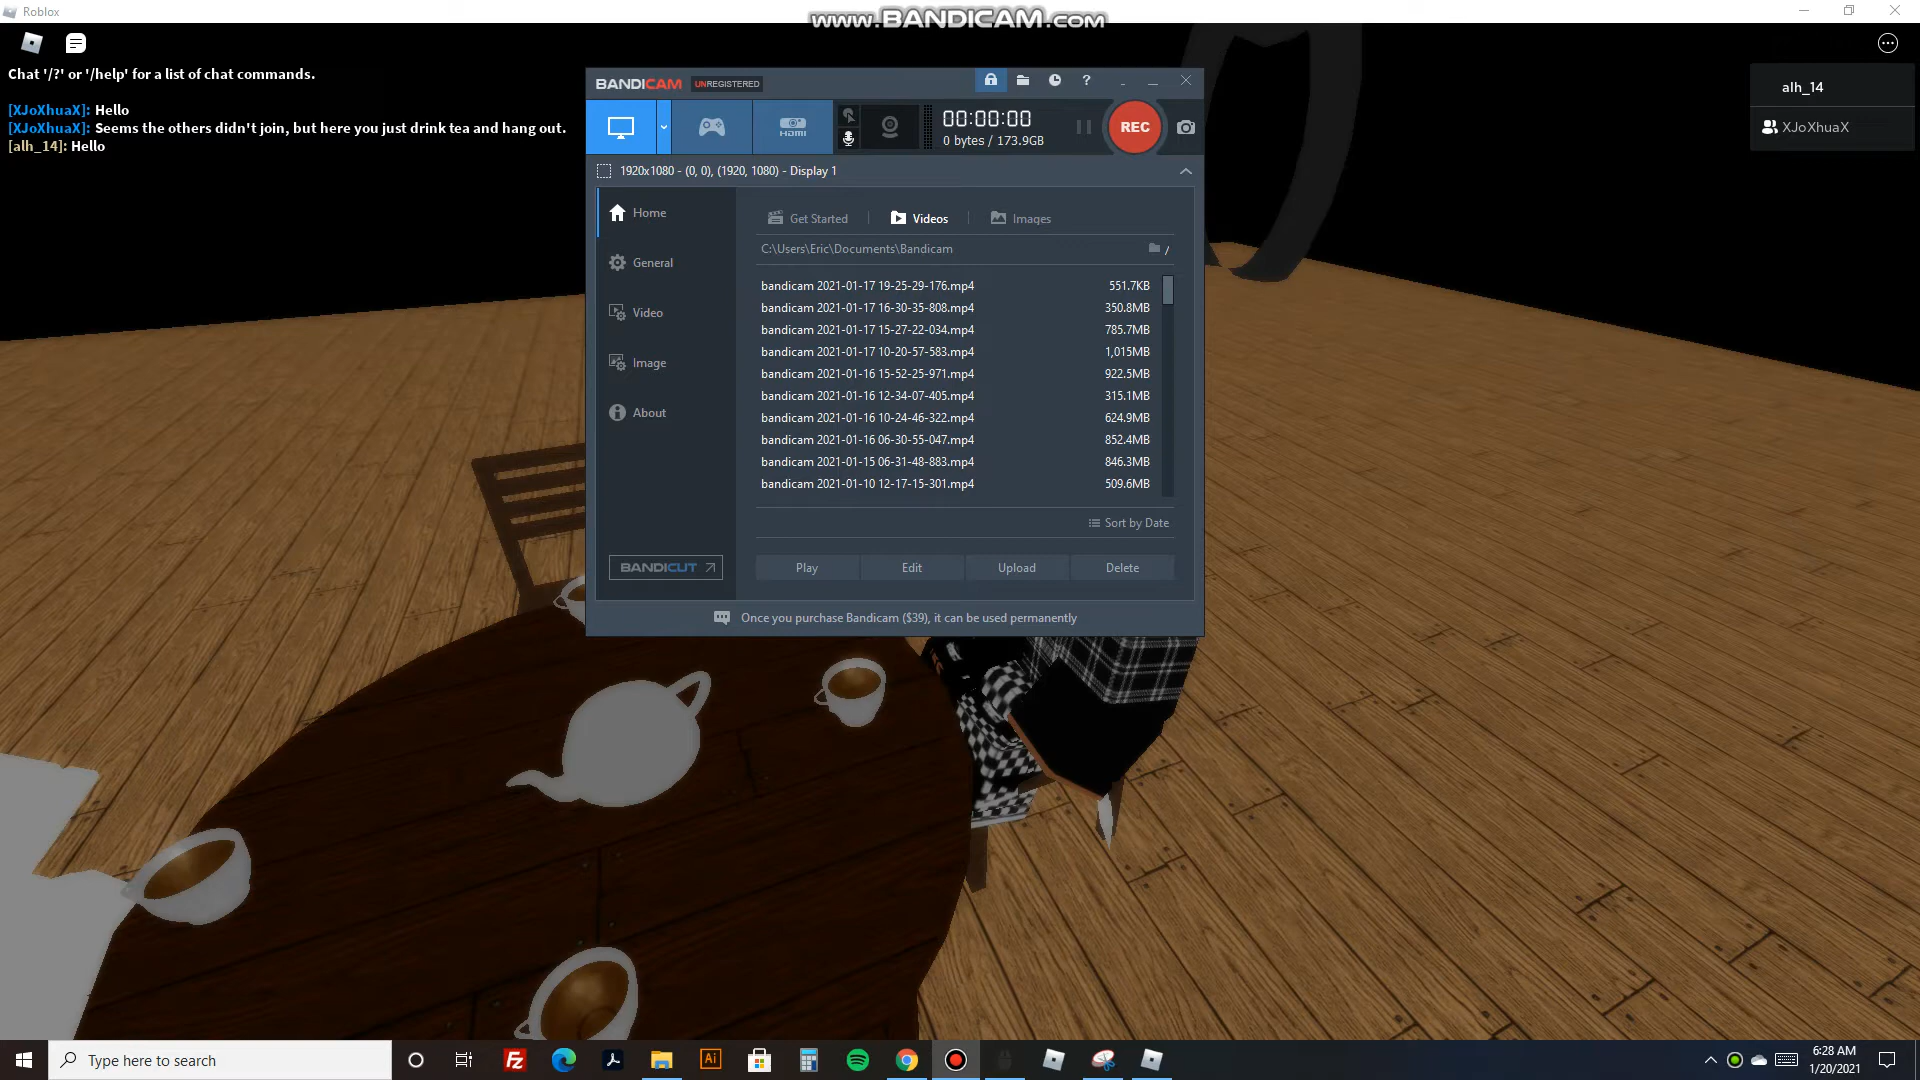 Roblox
www.BANDICAM.com
Chat '/?' or '/help' for a list of chat commands.
[XJoXhuaX]: Hello
[XJoXhuaX]: Seems the others didn't join, but here you just drink tea and hang out.
[alh_14]: Hello
alh_14
XJoXhuaX
BANDICAM UNREGISTERED
?
HDMI
00:00:00
0 bytes / 173.9GB
REC
1920x1080 - (0, 0), (1920, 1080) - Display 1
Home
General
Video
Image
About
BANDICUT
Get Started
Videos
Images
C:\Users\Eric\Documents\Bandicam
/
bandicam 2021-01-17 19-25-29-176.mp4 551.7KB
bandicam 2021-01-17 16-30-35-808.mp4 350.8MB
bandicam 2021-01-17 15-27-22-034.mp4 785.7MB
bandicam 2021-01-17 10-20-57-583.mp4 1,015MB
bandicam 2021-01-16 15-52-25-971.mp4 922.5MB
bandicam 2021-01-16 12-34-07-405.mp4 315.1MB
bandicam 2021-01-16 10-24-46-322.mp4 624.9MB
bandicam 2021-01-16 06-30-55-047.mp4 852.4MB
bandicam 2021-01-15 06-31-48-883.mp4 846.3MB
bandicam 2021-01-10 12-17-15-301.mp4 509.6MB
Sort by Date
Play Edit Upload Delete
Once you purchase Bandicam ($39), it can be used permanently
Type here to search
Fz
Ai
6:28 AM
1/20/2021